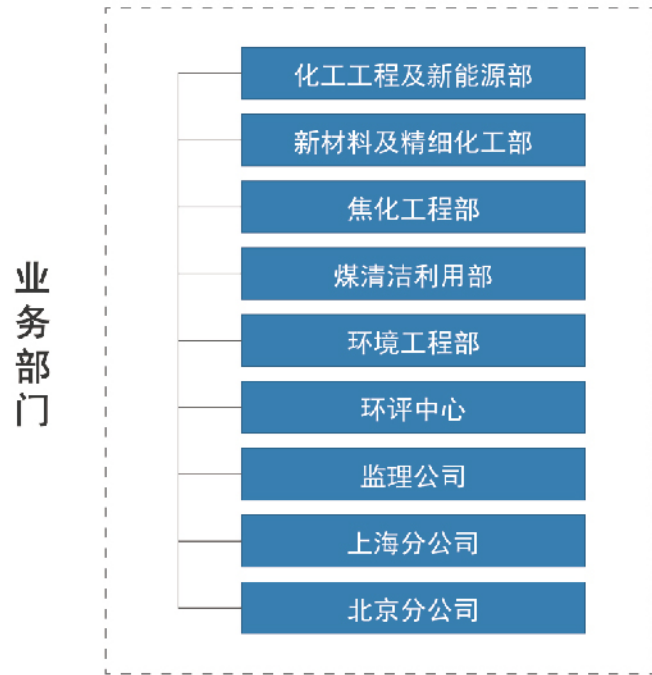 业务部门
化工工程及新能源部
新材料及精细化工部
焦化工程部
煤清洁利用部
环境工程部
环评中心
监理公司
上海分公司
北京分公司